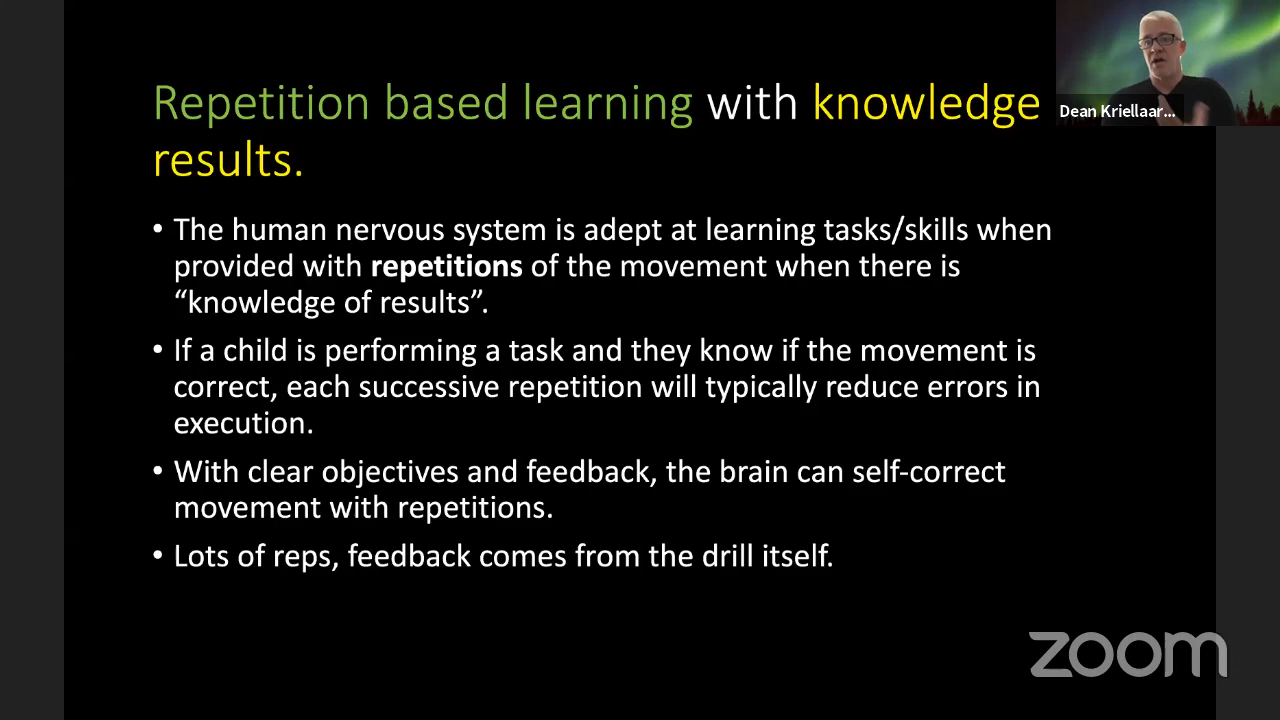 Repetition based learning with knowledge
results.
• The human nervous system is adept at learning tasks/skills when
provided with repetitions of the movement when there is
“knowledge of results”.
• If a child is performing a task and they know if the movement is
correct, each successive repetition will typically reduce errors in
execution.
• With clear objectives and feedback, the brain can self-correct
movement with repetitions.
• Lots of reps, feedback comes from the drill itself.
Dean Kriellaar...
zoom